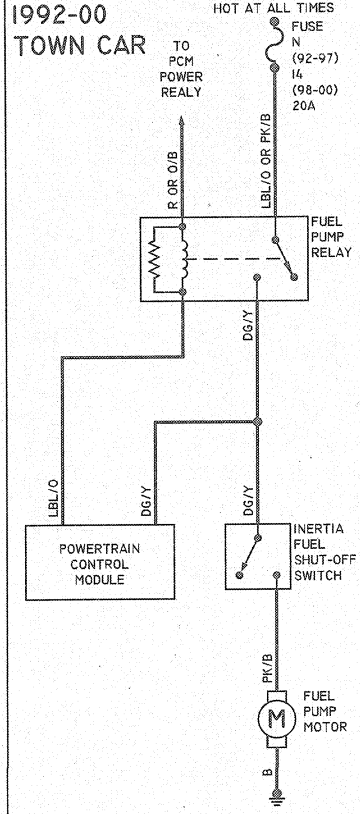 1992-00
TOWN CAR
HOT AT ALL TIMES
FUSE
N
(92-97)
14
(98-00)
20A
TO
PCM
POWER
REALY
R OR O/B
LBL/O OR PK/B
FUEL
PUMP
RELAY
DG/Y
LBL/O
DG/Y
DG/Y
POWERTRAIN
CONTROL
MODULE
INERTIA
FUEL
SHUT-OFF
SWITCH
PK/B
M
FUEL
PUMP
MOTOR
B